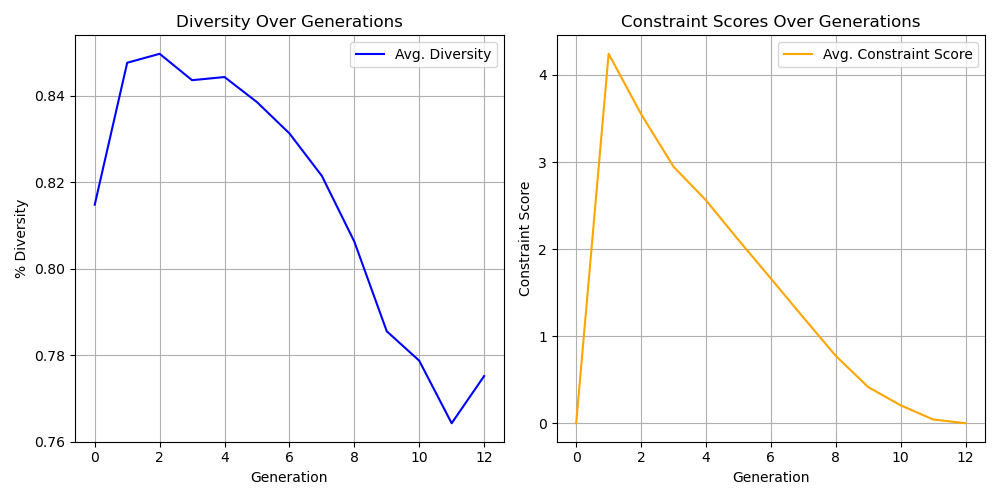 Diversity Over Generations
Avg. Diversity
% Diversity
0.84
0.82
0.80
0.78
0.76
0 2 4 6 8 10 12
Generation
Constraint Scores Over Generations
Avg. Constraint Score
Constraint Score
4
3
2
1
0
0 2 4 6 8 10 12
Generation